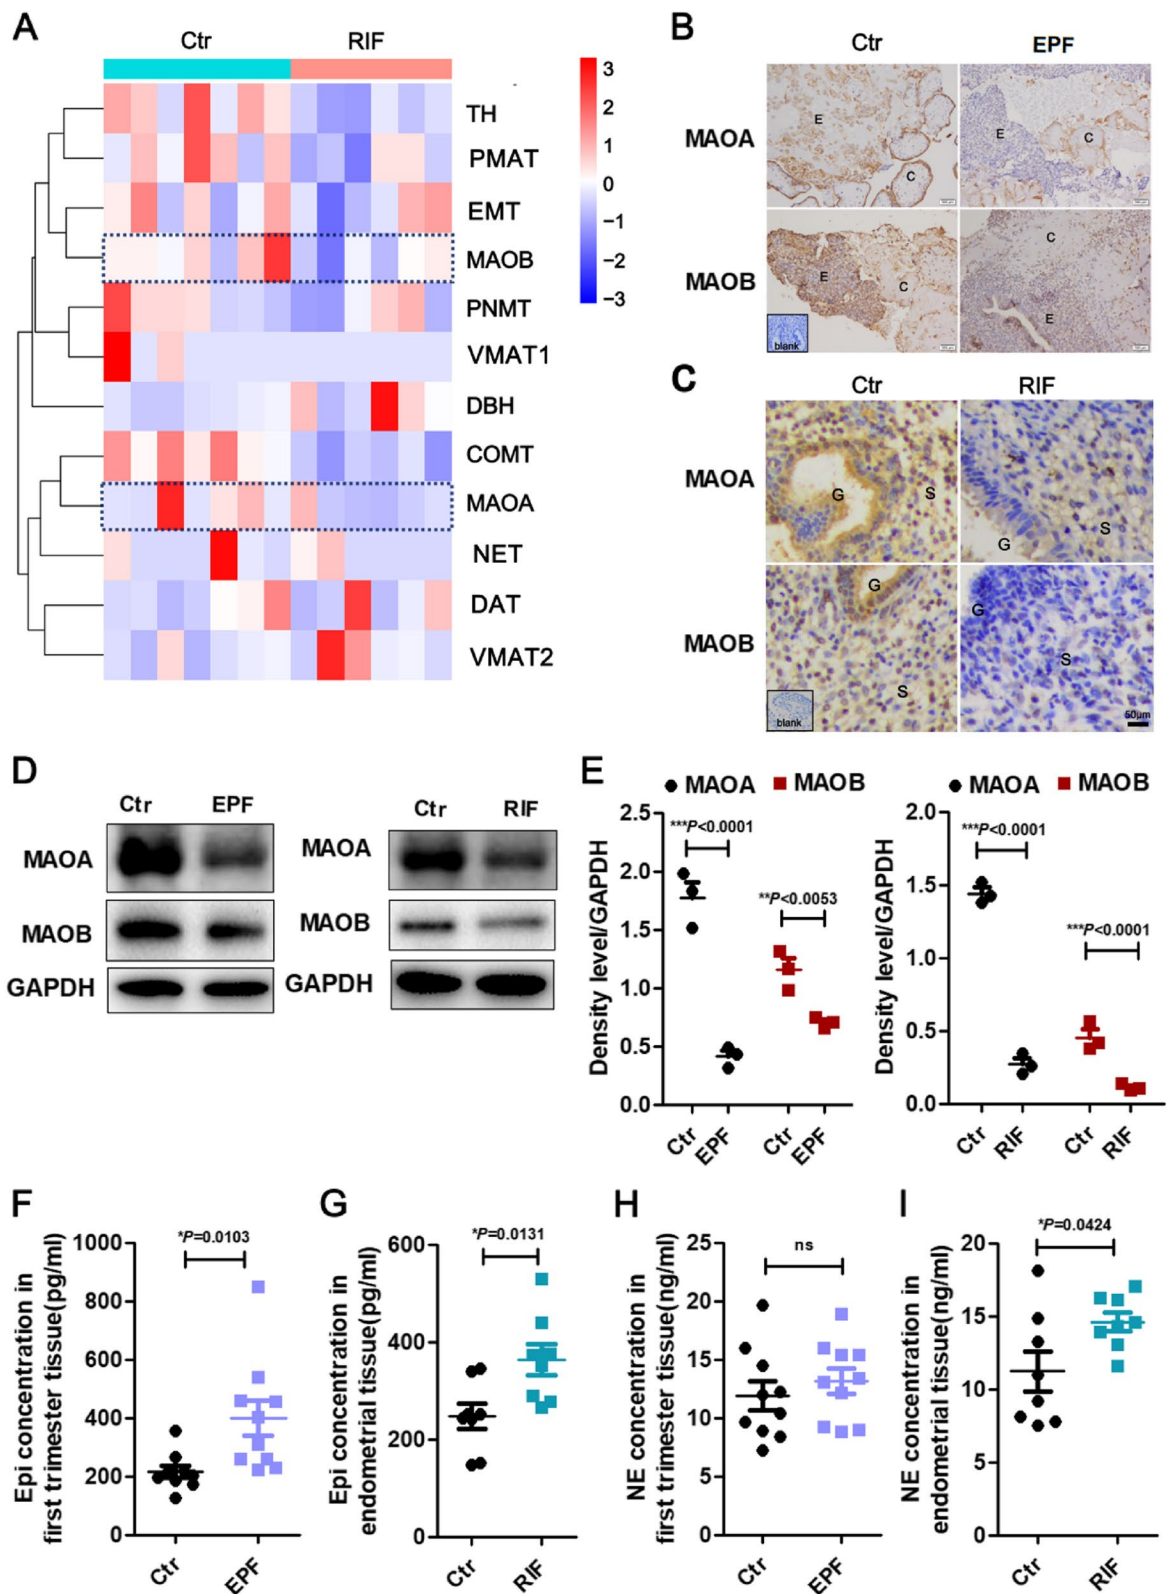 A
Ctr
RIF
TH
PMAT
EMT
MAOB
PNMT
VMAT1
DBH
COMT
MAOA
NET
DAT
VMAT2
3
2
1
0
−1
−2
−3
B
Ctr
EPF
MAOA
E
C
E
C
MAOB
E
C
blank
C
E
C
Ctr
RIF
MAOA
G
S
G
S
MAOB
G
S
blank
G
S
50µm
D
Ctr
EPF
MAOA
MAOB
GAPDH
Ctr
RIF
MAOA
MAOB
GAPDH
E
MAOA
MAOB
Density level/GAPDH
2.5
2.0
1.5
1.0
0.5
0.0
***P<0.0001
**P<0.0053
Ctr
EPF
Ctr
EPF
Density level/GAPDH
2.0
1.5
1.0
0.5
0.0
***P<0.0001
***P<0.0001
Ctr
RIF
Ctr
RIF
F
Epi concentration in
first trimester tissue(pg/ml)
1000
800
600
400
200
0
*P=0.0103
Ctr
EPF
G
Epi concentration in
endometrial tissue(pg/ml)
600
400
200
0
*P=0.0131
Ctr
RIF
H
NE concentration in
first trimester tissue(ng/ml)
25
20
15
10
5
0
ns
Ctr
EPF
I
NE concentration in
endometrial tissue(ng/ml)
20
15
10
5
0
*P=0.0424
Ctr
RIF